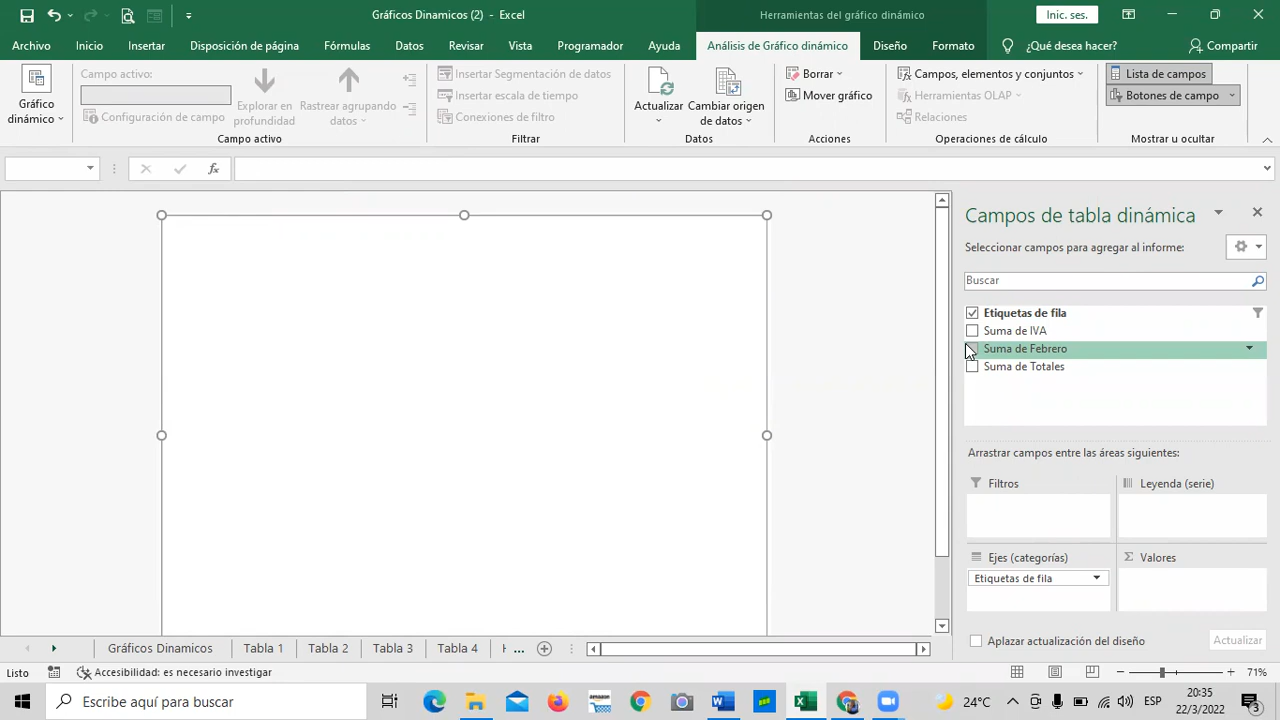 Gráficos Dinamicos (2) - Excel
Herramientas del gráfico dinámico
Inic. ses.
Archivo Inicio Insertar Disposición de página Fórmulas Datos Revisar Vista Programador Ayuda Análisis de Gráfico dinámico Diseño Formato ¿Qué desea hacer? Compartir
Gráfico dinámico
Campo activo:
Configuración de campo
Explorar en profundidad
Rastrear agrupando datos
Campo activo
Insertar Segmentación de datos
Insertar escala de tiempo
Conexiones de filtro
Filtrar
Actualizar
Cambiar origen de datos
Datos
Borrar
Mover gráfico
Acciones
Campos, elementos y conjuntos
Herramientas OLAP
Relaciones
Operaciones de cálculo
Lista de campos
Botones de campo
Mostrar u ocultar
fx
Campos de tabla dinámica
Seleccionar campos para agregar al informe:
Buscar
Etiquetas de fila
Suma de IVA
Suma de Febrero
Suma de Totales
Arrastrar campos entre las áreas siguientes:
Filtros
Leyenda (serie)
Ejes (categorías)
Σ Valores
Etiquetas de fila
Aplazar actualización del diseño
Actualizar
Gráficos Dinamicos Tabla 1 Tabla 2 Tabla 3 Tabla 4 ...
Listo
Accesibilidad: es necesario investigar
71%
Escribe aquí para buscar
amazon
24°C
ESP
20:35
22/3/2022
3